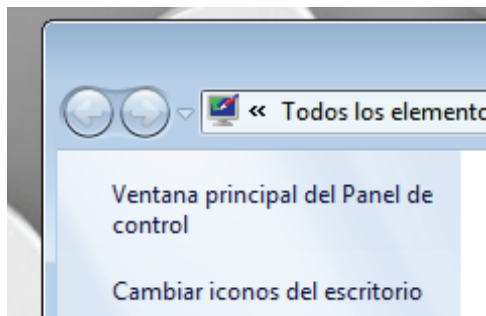 « Todos los elemento
Ventana principal del Panel de
control
Cambiar iconos del escritorio